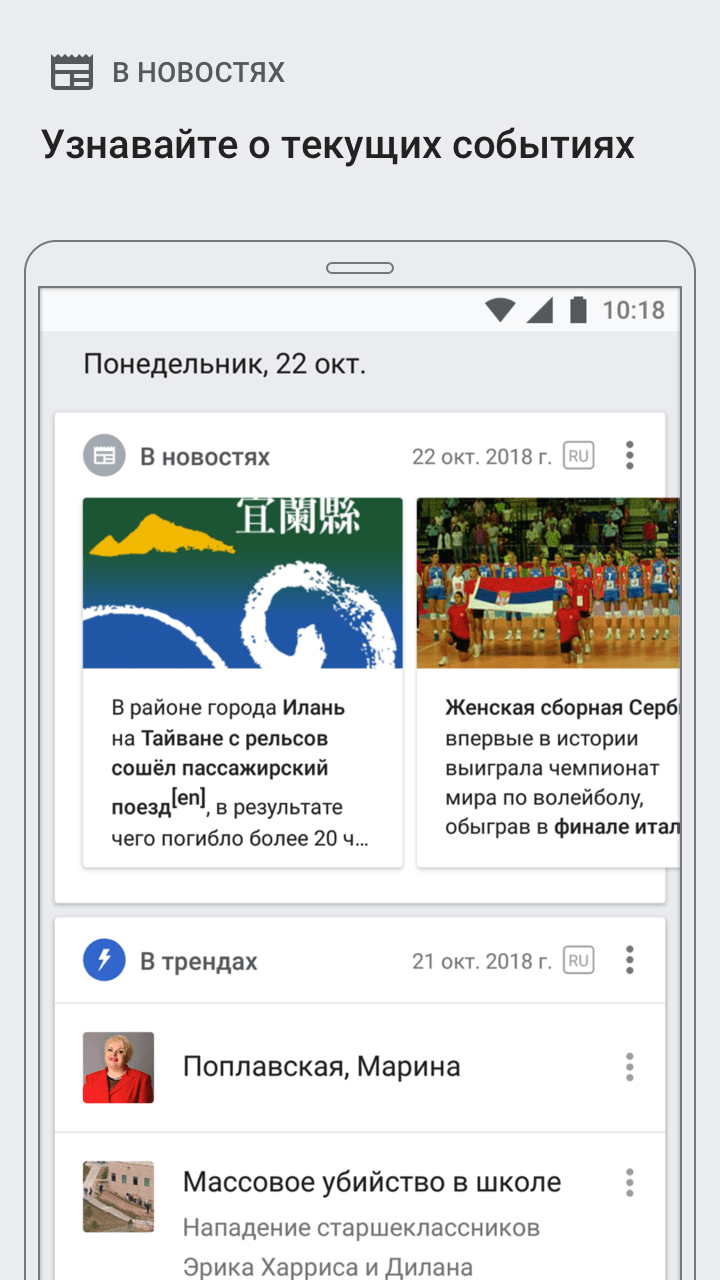 В НОВОСТЯХ
Узнавайте о текущих событиях
10:18
Понедельник, 22 окт.
В новостях
22 окт. 2018 г. RU
宜蘭縣
В районе города Илань
на Тайване с рельсов
сошёл пассажирский
поезд[en], в результате
чего погибло более 20 ч...
Женская сборная Серб
впервые в истории
выиграла чемпионат
мира по волейболу,
обыграв в финале итал
В трендах
21 окт. 2018 г. RU
Поплавская, Марина
Массовое убийство в школе
Нападение старшеклассников
Эрика Харриса и Дилана